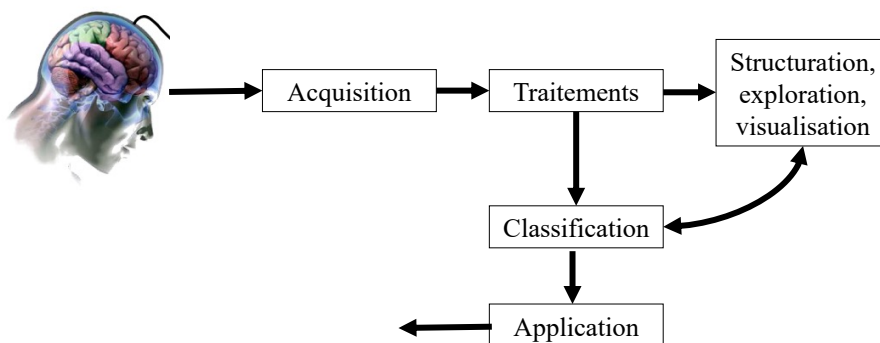 Acquisition
Traitements
Structuration,
exploration,
visualisation
Classification
Application